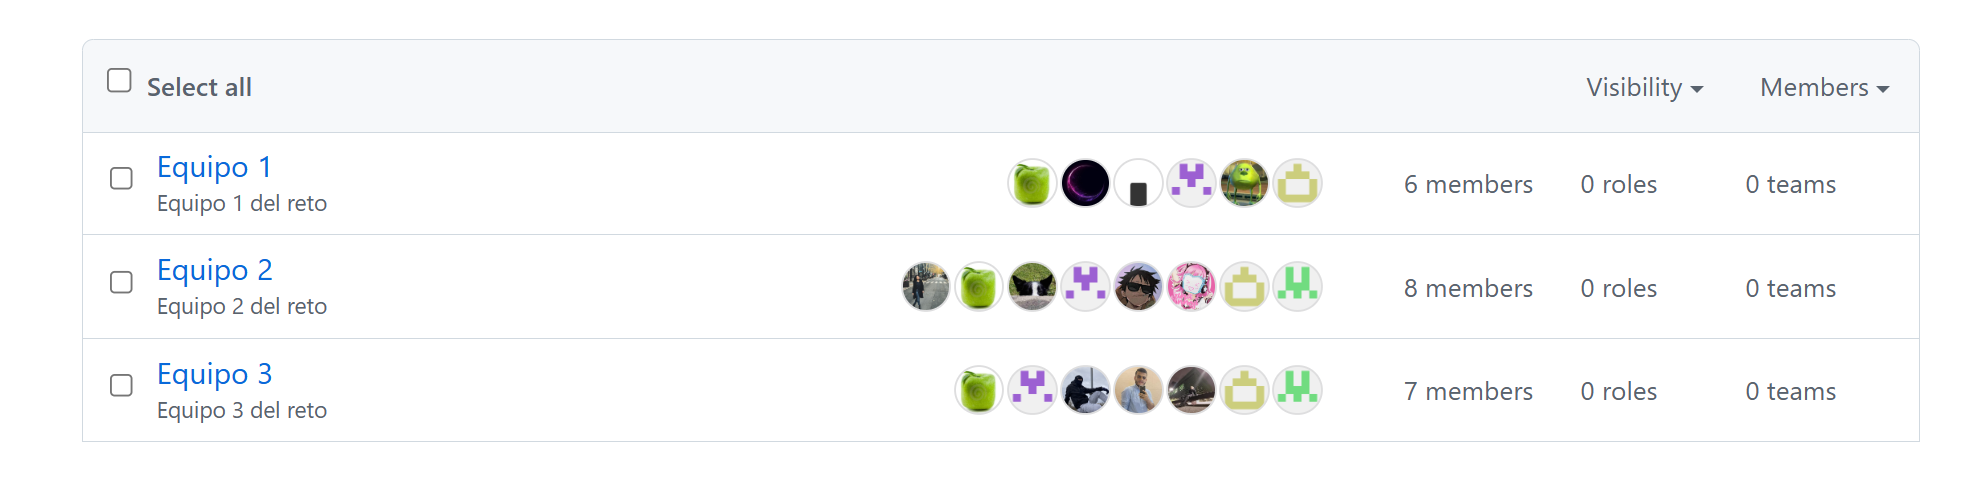 Select all Visibility Members
Equipo 1
Equipo 1 del reto
6 members 0 roles 0 teams
Equipo 2
Equipo 2 del reto
8 members 0 roles 0 teams
Equipo 3
Equipo 3 del reto
7 members 0 roles 0 teams